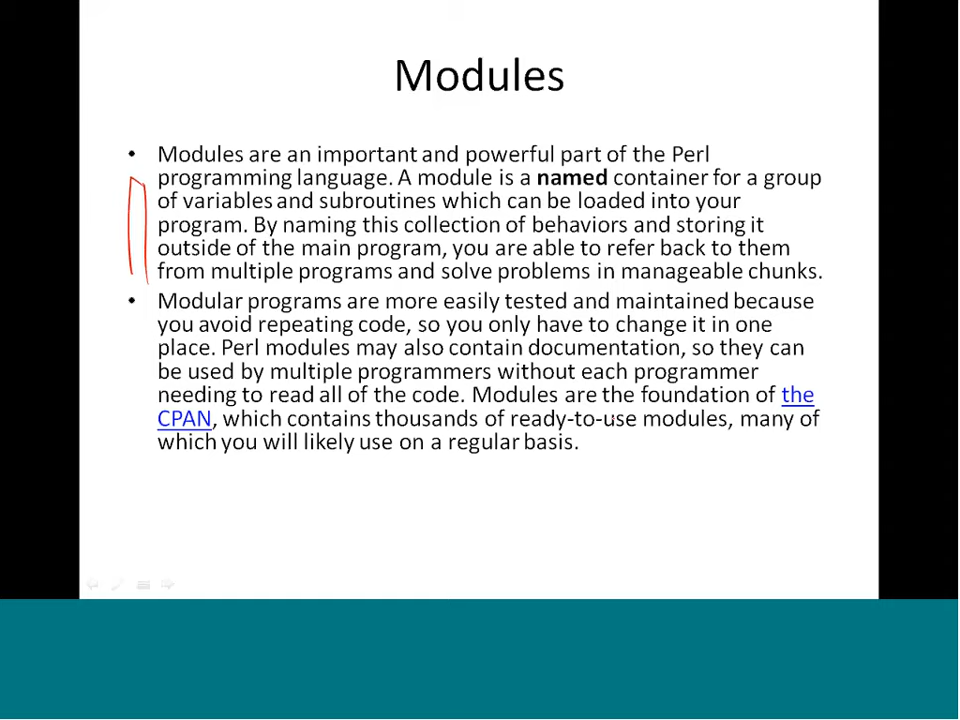 Modules
• Modules are an important and powerful part of the Perl
programming language. A module is a named container for a group
of variables and subroutines which can be loaded into your
program. By naming this collection of behaviors and storing it
outside of the main program, you are able to refer back to them
from multiple programs and solve problems in manageable chunks.
• Modular programs are more easily tested and maintained because
you avoid repeating code, so you only have to change it in one
place. Perl modules may also contain documentation, so they can
be used by multiple programmers without each programmer
needing to read all of the code. Modules are the foundation of the
CPAN, which contains thousands of ready-to-use modules, many of
which you will likely use on a regular basis.